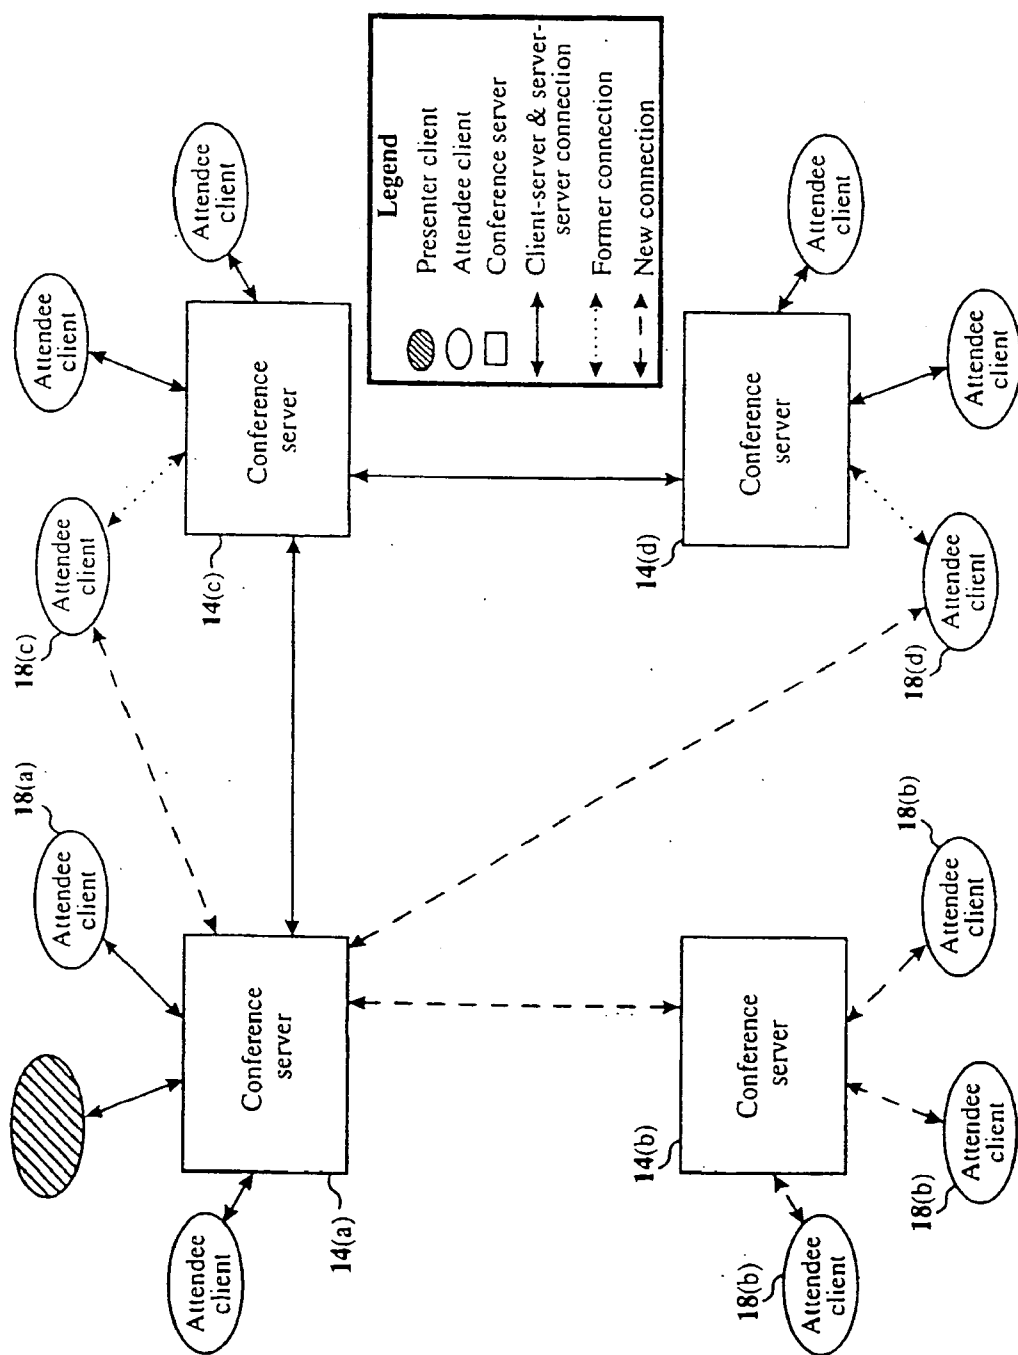 Attendee
client
18(a)
Attendee
client
Conference
server
14(a)
18(c)
Attendee
client
Attendee
client
Attendee
client
Conference
server
14(c)
Legend
Presenter client
Attendee client
Conference server
Client-server & server-
server connection
Former connection
New connection
18(b)
Attendee
client
14(b)
Conference
server
18(b)
Attendee
client
18(b)
Attendee
client
14(d)
Conference
server
18(d)
Attendee
client
Attendee
client
Attendee
client